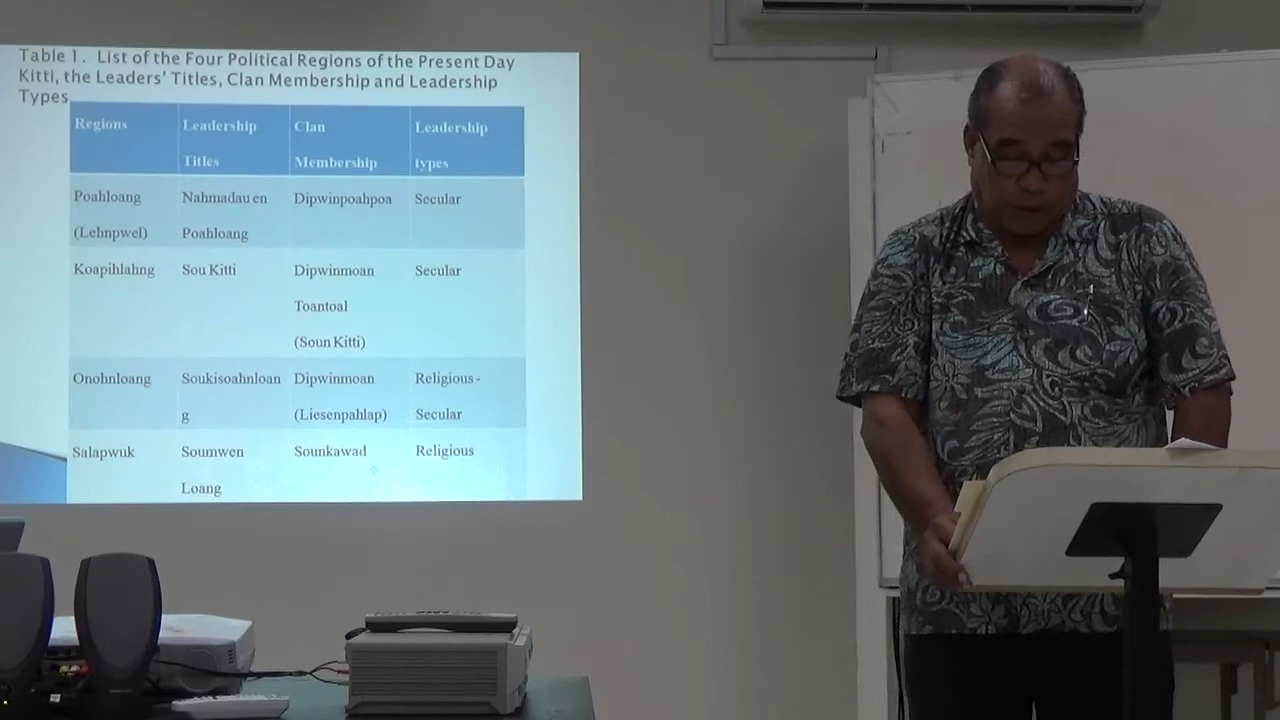 Table 1. List of the Four Political Regions of the Present Day
Kitti, the Leaders' Titles, Clan Membership and Leadership
Types
Regions
Leadership
Titles
Clan
Membership
Leadership
types
Poahloang
(Lehnpwel)
Nahmadau en
Poahloang
Dipwinpoahpoa
Secular
Koapihlahng
Sou Kitti
Dipwinmoan
Toantoal
(Soun Kitti)
Secular
Onohnloang
Soukisoahnloan
g
Dipwinmoan
(Liesenpahlap)
Religious -
Secular
Salapwuk
Soumwen
Loang
Sounkawad
Religious